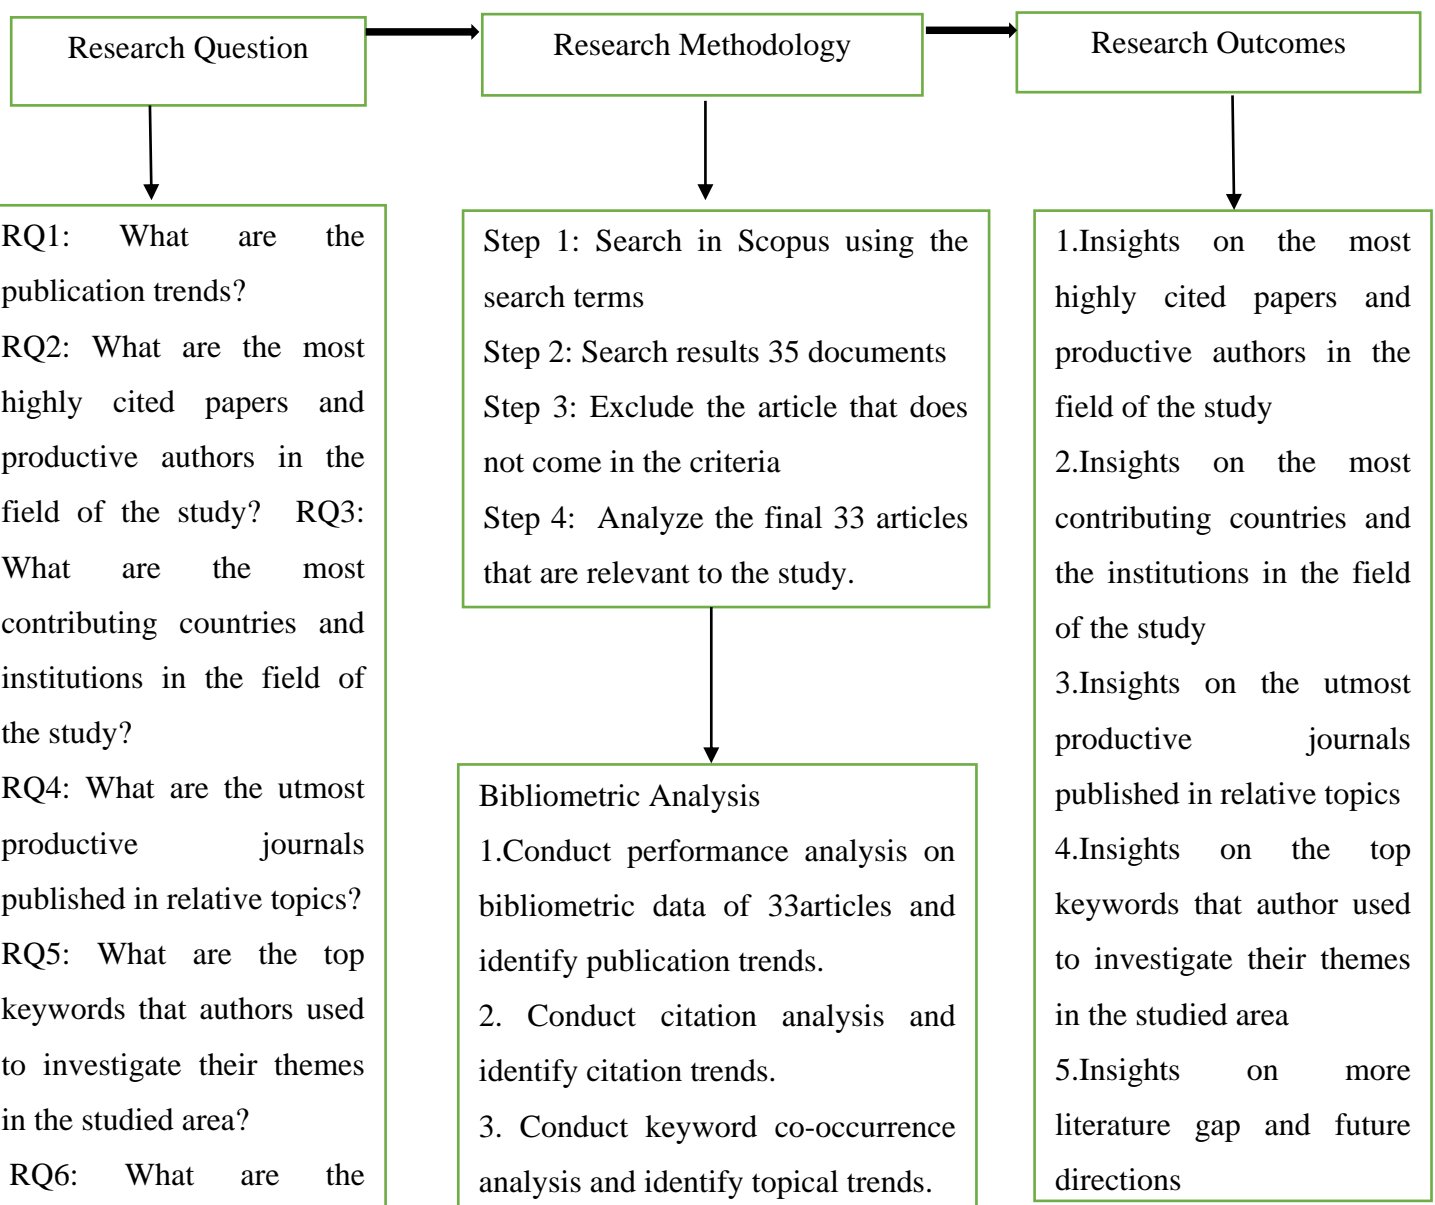 Research Question
Research Methodology
Research Outcomes
RQ1: What are the
publication trends?
RQ2: What are the most
highly cited papers and
productive authors in the
field of the study? RQ3:
What are the most
contributing countries and
institutions in the field of
the study?
RQ4: What are the utmost
productive journals
published in relative topics?
RQ5: What are the top
keywords that authors used
to investigate their themes
in the studied area?
RQ6: What are the
Step 1: Search in Scopus using the
search terms
Step 2: Search results 35 documents
Step 3: Exclude the article that does
not come in the criteria
Step 4: Analyze the final 33 articles
that are relevant to the study.
Bibliometric Analysis
1.Conduct performance analysis on
bibliometric data of 33articles and
identify publication trends.
2. Conduct citation analysis and
identify citation trends.
3. Conduct keyword co-occurrence
analysis and identify topical trends.
1.Insights on the most
highly cited papers and
productive authors in the
field of the study
2.Insights on the most
contributing countries and
the institutions in the field
of the study
3.Insights on the utmost
productive journals
published in relative topics
4.Insights on the top
keywords that author used
to investigate their themes
in the studied area
5.Insights on more
literature gap and future
directions